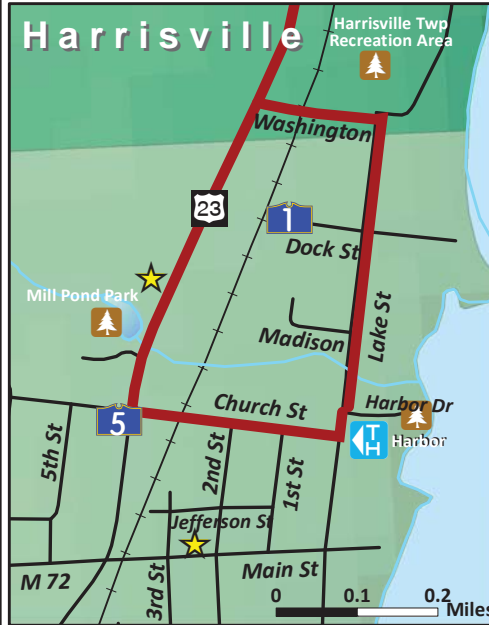 Harrisville
Harrisville Twp
Recreation Area
Washington
23
1
Dock St
Mill Pond Park
Madison
Lake St
Church St
Harbor Dr
5
T
H
Harbor
5th St
2nd St
1st St
Jefferson St
M 72
3rd St
Main St
0 0.1 0.2
Miles